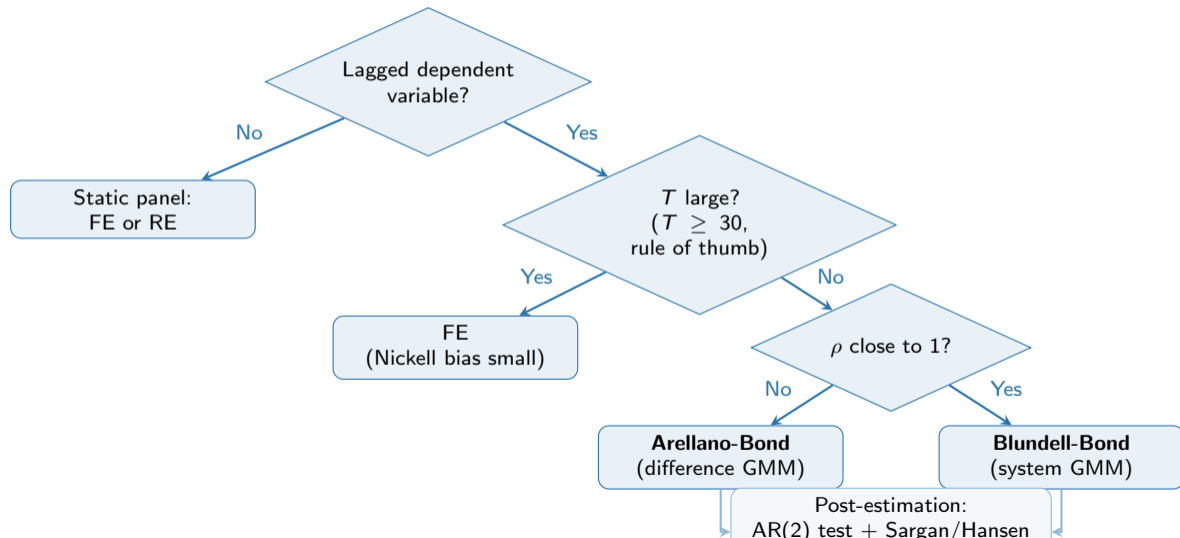 Lagged dependent
variable?
No
Yes
Static panel:
FE or RE
T large?
(T ≥ 30,
rule of thumb)
Yes
No
FE
(Nickell bias small)
ρ close to 1?
No
Yes
Arellano-Bond
(difference GMM)
Blundell-Bond
(system GMM)
Post-estimation:
AR(2) test + Sargan/Hansen